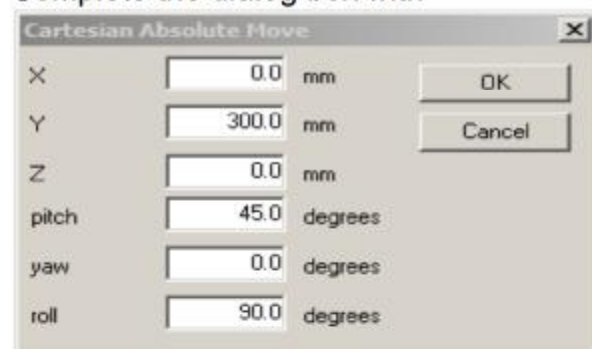 Cartesian Absolute Move
X 0.0 mm OK
Y 300.0 mm Cancel
Z 0.0 mm
pitch 45.0 degrees
yaw 0.0 degrees
roll 90.0 degrees